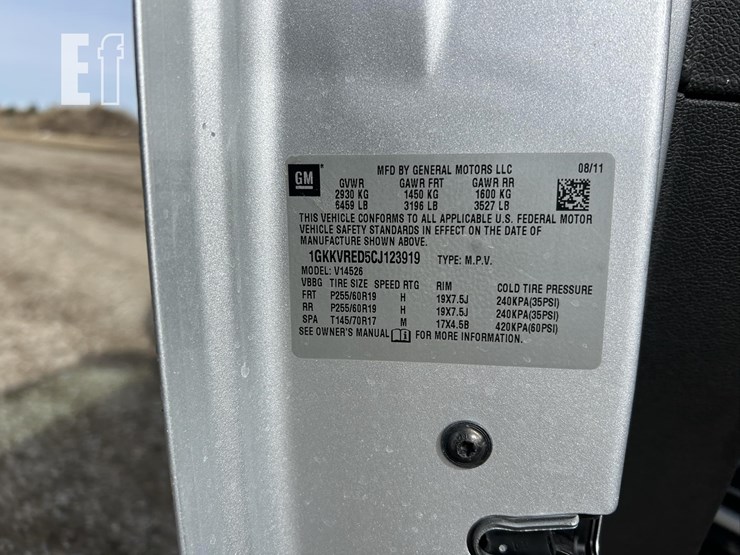 Ef
GM MFD BY GENERAL MOTORS LLC 08/11
GVWR GAWR FRT GAWR RR
2930 KG 1450 KG 1600 KG
6459 LB 3196 LB 3527 LB
THIS VEHICLE CONFORMS TO ALL APPLICABLE U.S. FEDERAL MOTOR
VEHICLE SAFETY STANDARDS IN EFFECT ON THE DATE OF
MANUFACTURE SHOWN ABOVE.
1GKKVRED5CJ123919 TYPE: M.P.V.
MODEL: V14526
VBBG TIRE SIZE SPEED RTG RIM COLD TIRE PRESSURE
FRT P255/60R19 H 19X7.5J 240KPA(35PSI)
RR P255/60R19 H 19X7.5J 240KPA(35PSI)
SPA T145/70R17 M 17X4.5B 420KPA(60PSI)
SEE OWNER'S MANUAL FOR MORE INFORMATION.